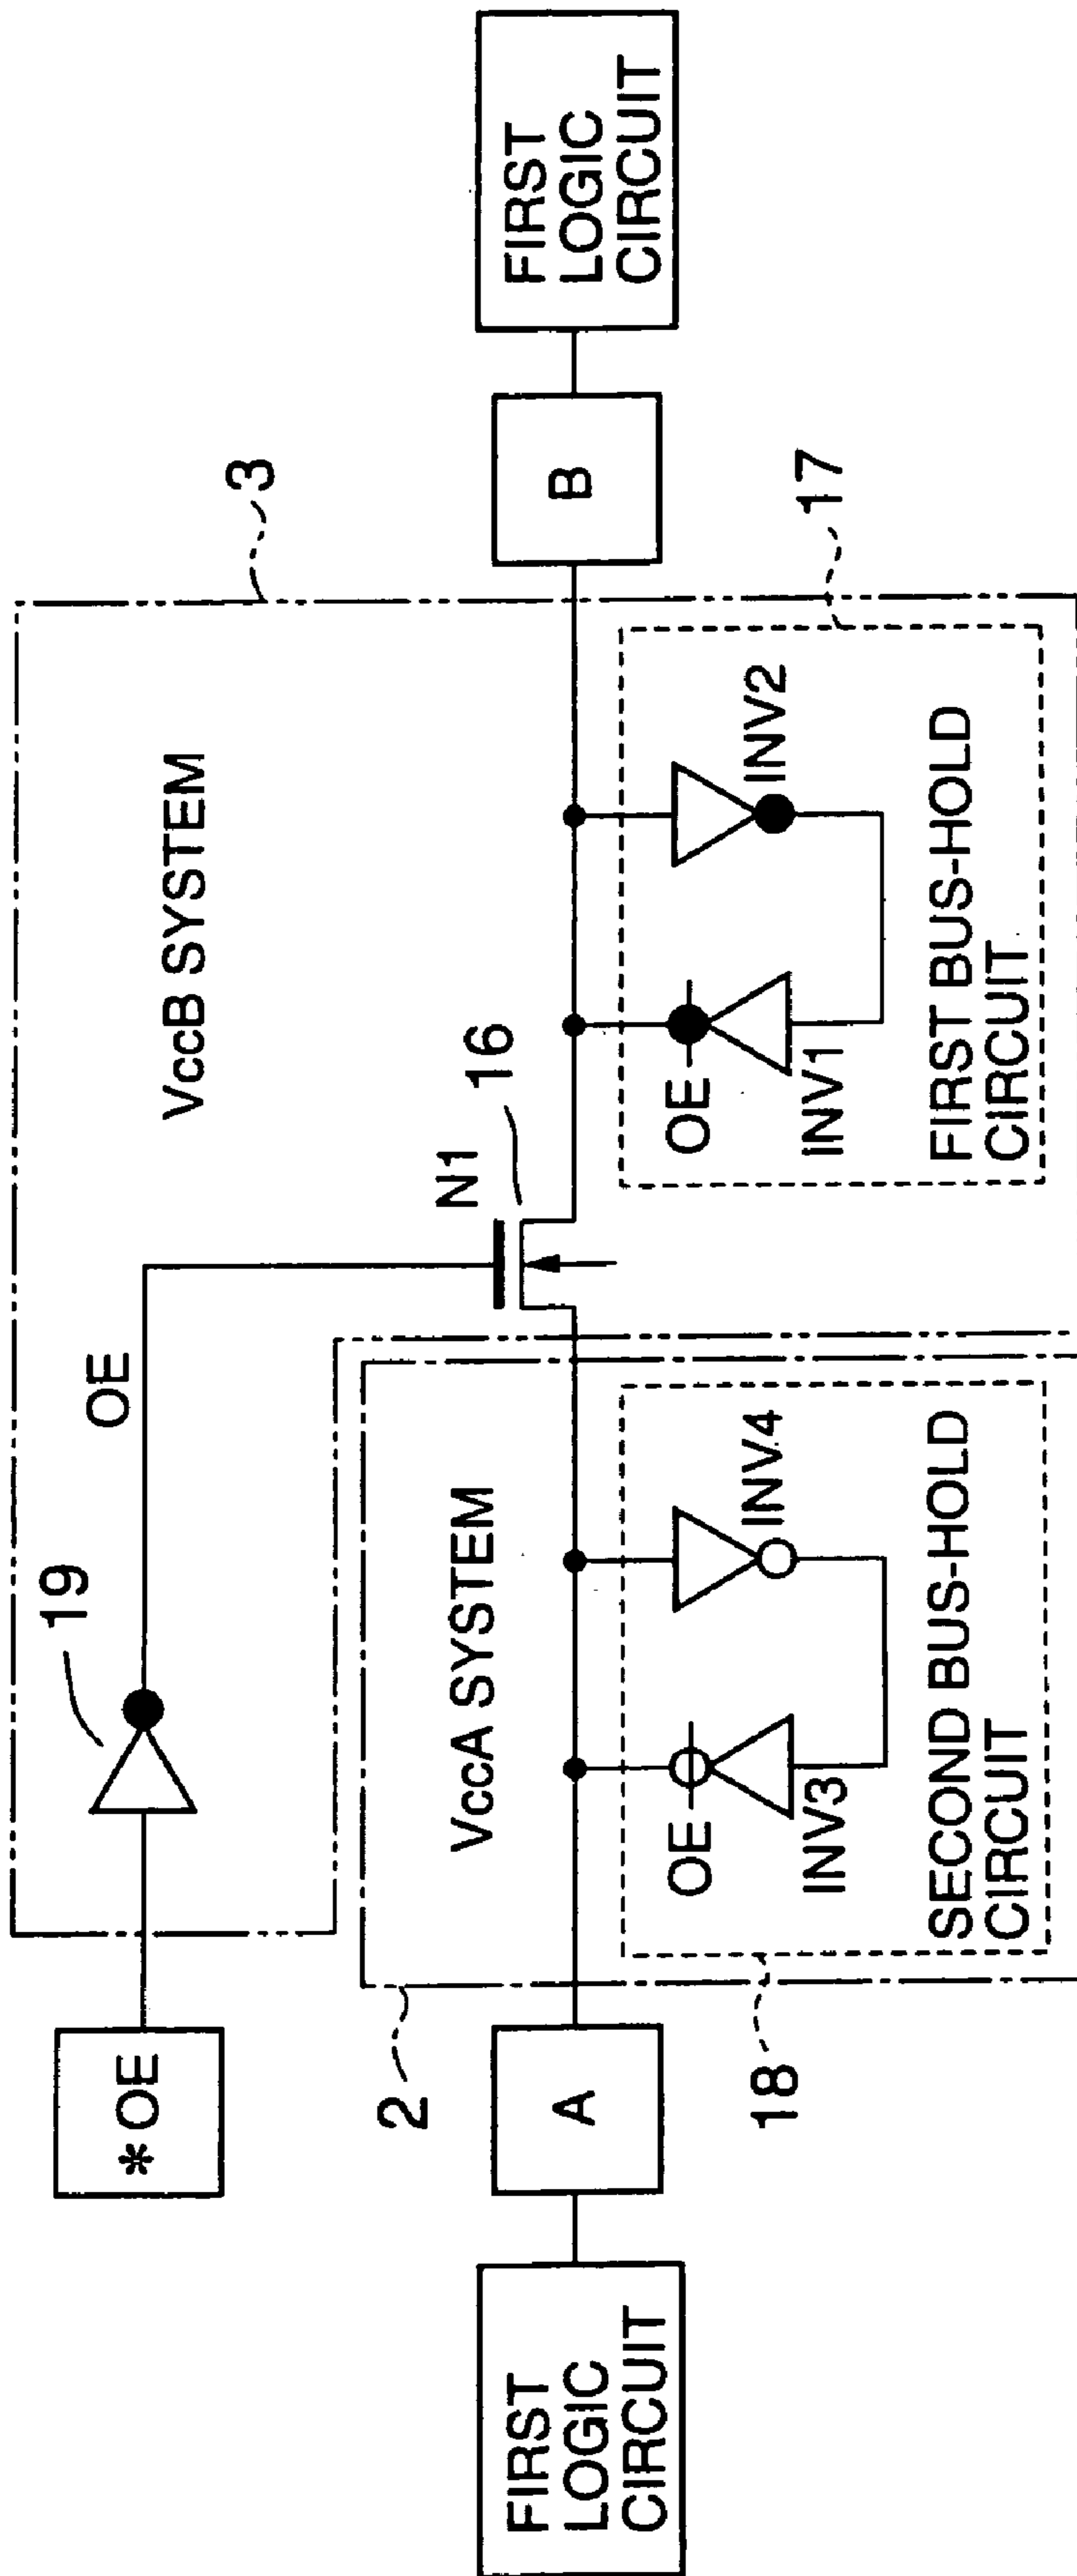 *OE
19
OE
3
VccB SYSTEM
N1
16
FIRST
LOGIC
CIRCUIT
A
2
VccA SYSTEM
B
FIRST
LOGIC
CIRCUIT
OE
INV3
INV4
SECOND BUS-HOLD
CIRCUIT
18
OE
INV1
INV2
FIRST BUS-HOLD
CIRCUIT
17